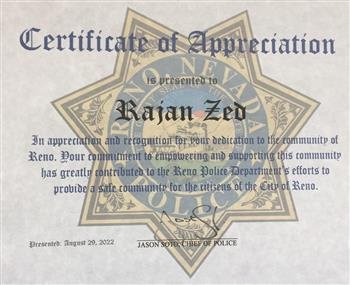 Certificate of Appreciation
is presented to
Rajan Zed
In appreciation and recognition for your dedication to the community of
Reno. Your commitment to empowering and supporting this community
has greatly contributed to the Reno Police Department's efforts to
provide a safe community for the citizens of the City of Reno.
RENO, NEVADA
POLICE
Presented: August 29, 2022
JASON SOTO, CHIEF OF POLICE